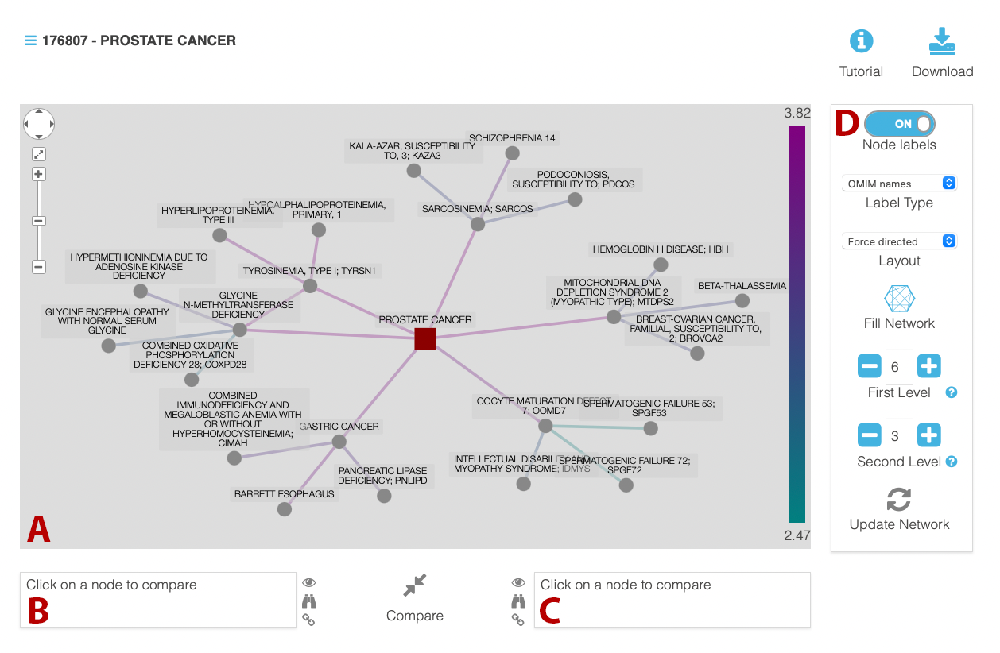 176807 - PROSTATE CANCER
Tutorial
Download
3.82
SCHIZOPHRENIA 14
KALA-AZAR, SUSCEPTIBILITY
TO, 3; KAZA3
PODOCONIOSIS,
SUSCEPTIBILITY TO; PDCOS
SARCOSINEMIA; SARCOS
HYPOALPHALIPOPROTEINEMIA,
PRIMARY, 1
HYPERLIPOPROTEINEMIA,
TYPE III
HYPERMETHIONINEMIA DUE TO
ADENOSINE KINASE
DEFICIENCY
TYROSINEMIA, TYPE I; TYRSN1
GLYCINE
N-METHYLTRANSFERASE
DEFICIENCY
GLYCINE ENCEPHALOPATHY
WITH NORMAL SERUM
GLYCINE
COMBINED OXIDATIVE
PHOSPHORYLATION
DEFICIENCY 28; COXPD28
PROSTATE CANCER
HEMOGLOBIN H DISEASE; HBH
MITOCHONDRIAL DNA
DEPLETION SYNDROME 2
(MYOPATHIC TYPE); MTDPS2
BETA-THALASSEMIA
BREAST-OVARIAN CANCER,
FAMILIAL, SUSCEPTIBILITY TO,
2; BROVCA2
COMBINED
IMMUNODEFICIENCY AND
MEGALOBLASTIC ANEMIA WITH
OR WITHOUT
HYPERHOMOCYSTEINEMIA;
CIMAH
GASTRIC CANCER
PANCREATIC LIPASE
DEFICIENCY; PNLIPD
BARRETT ESOPHAGUS
OOCYTE MATURATION DEFECT
7; OOMD7
SPERMATOGENIC FAILURE 53;
SPGF53
INTELLECTUAL DISABILITY AND
MYOPATHY SYNDROME; IDMYS
SPERMATOGENIC FAILURE 72;
SPGF72
2.47
A
D
ON
Node labels
OMIM names
Label Type
Force directed
Layout
Fill Network
6
First Level ?
3
Second Level ?
Update Network
Click on a node to compare
B
Compare
Click on a node to compare
C